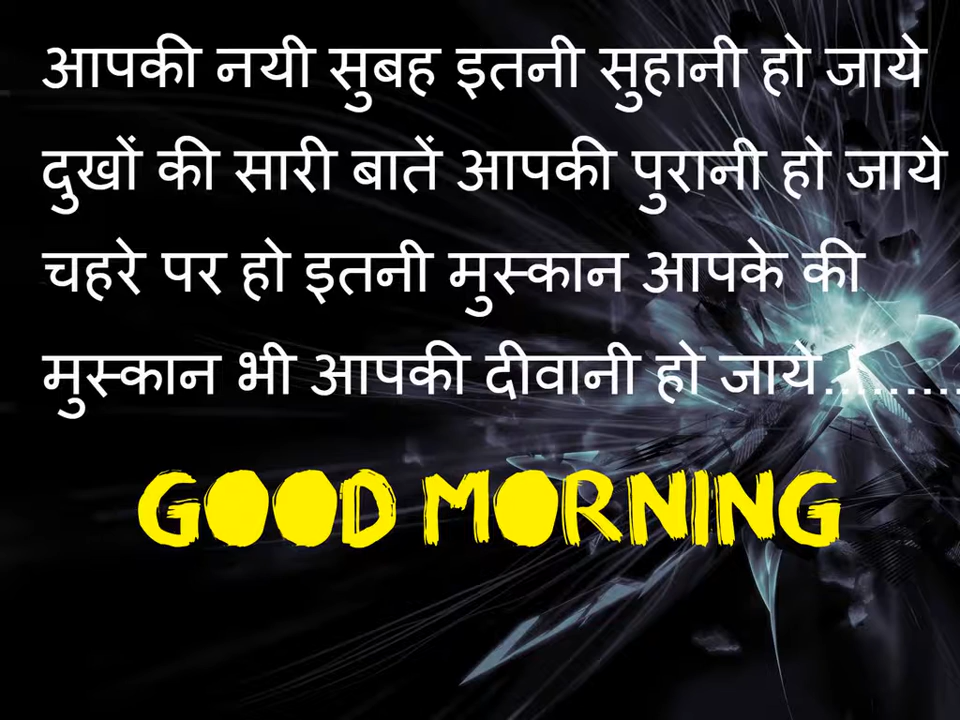 आपकी नयी सुबह इतनी सुहानी हो जाये
दुखों की सारी बातें आपकी पुरानी हो जाये
चहरे पर हो इतनी मुस्कान आपके की
मुस्कान भी आपकी दीवानी हो जाये.........
GOOD MORNING